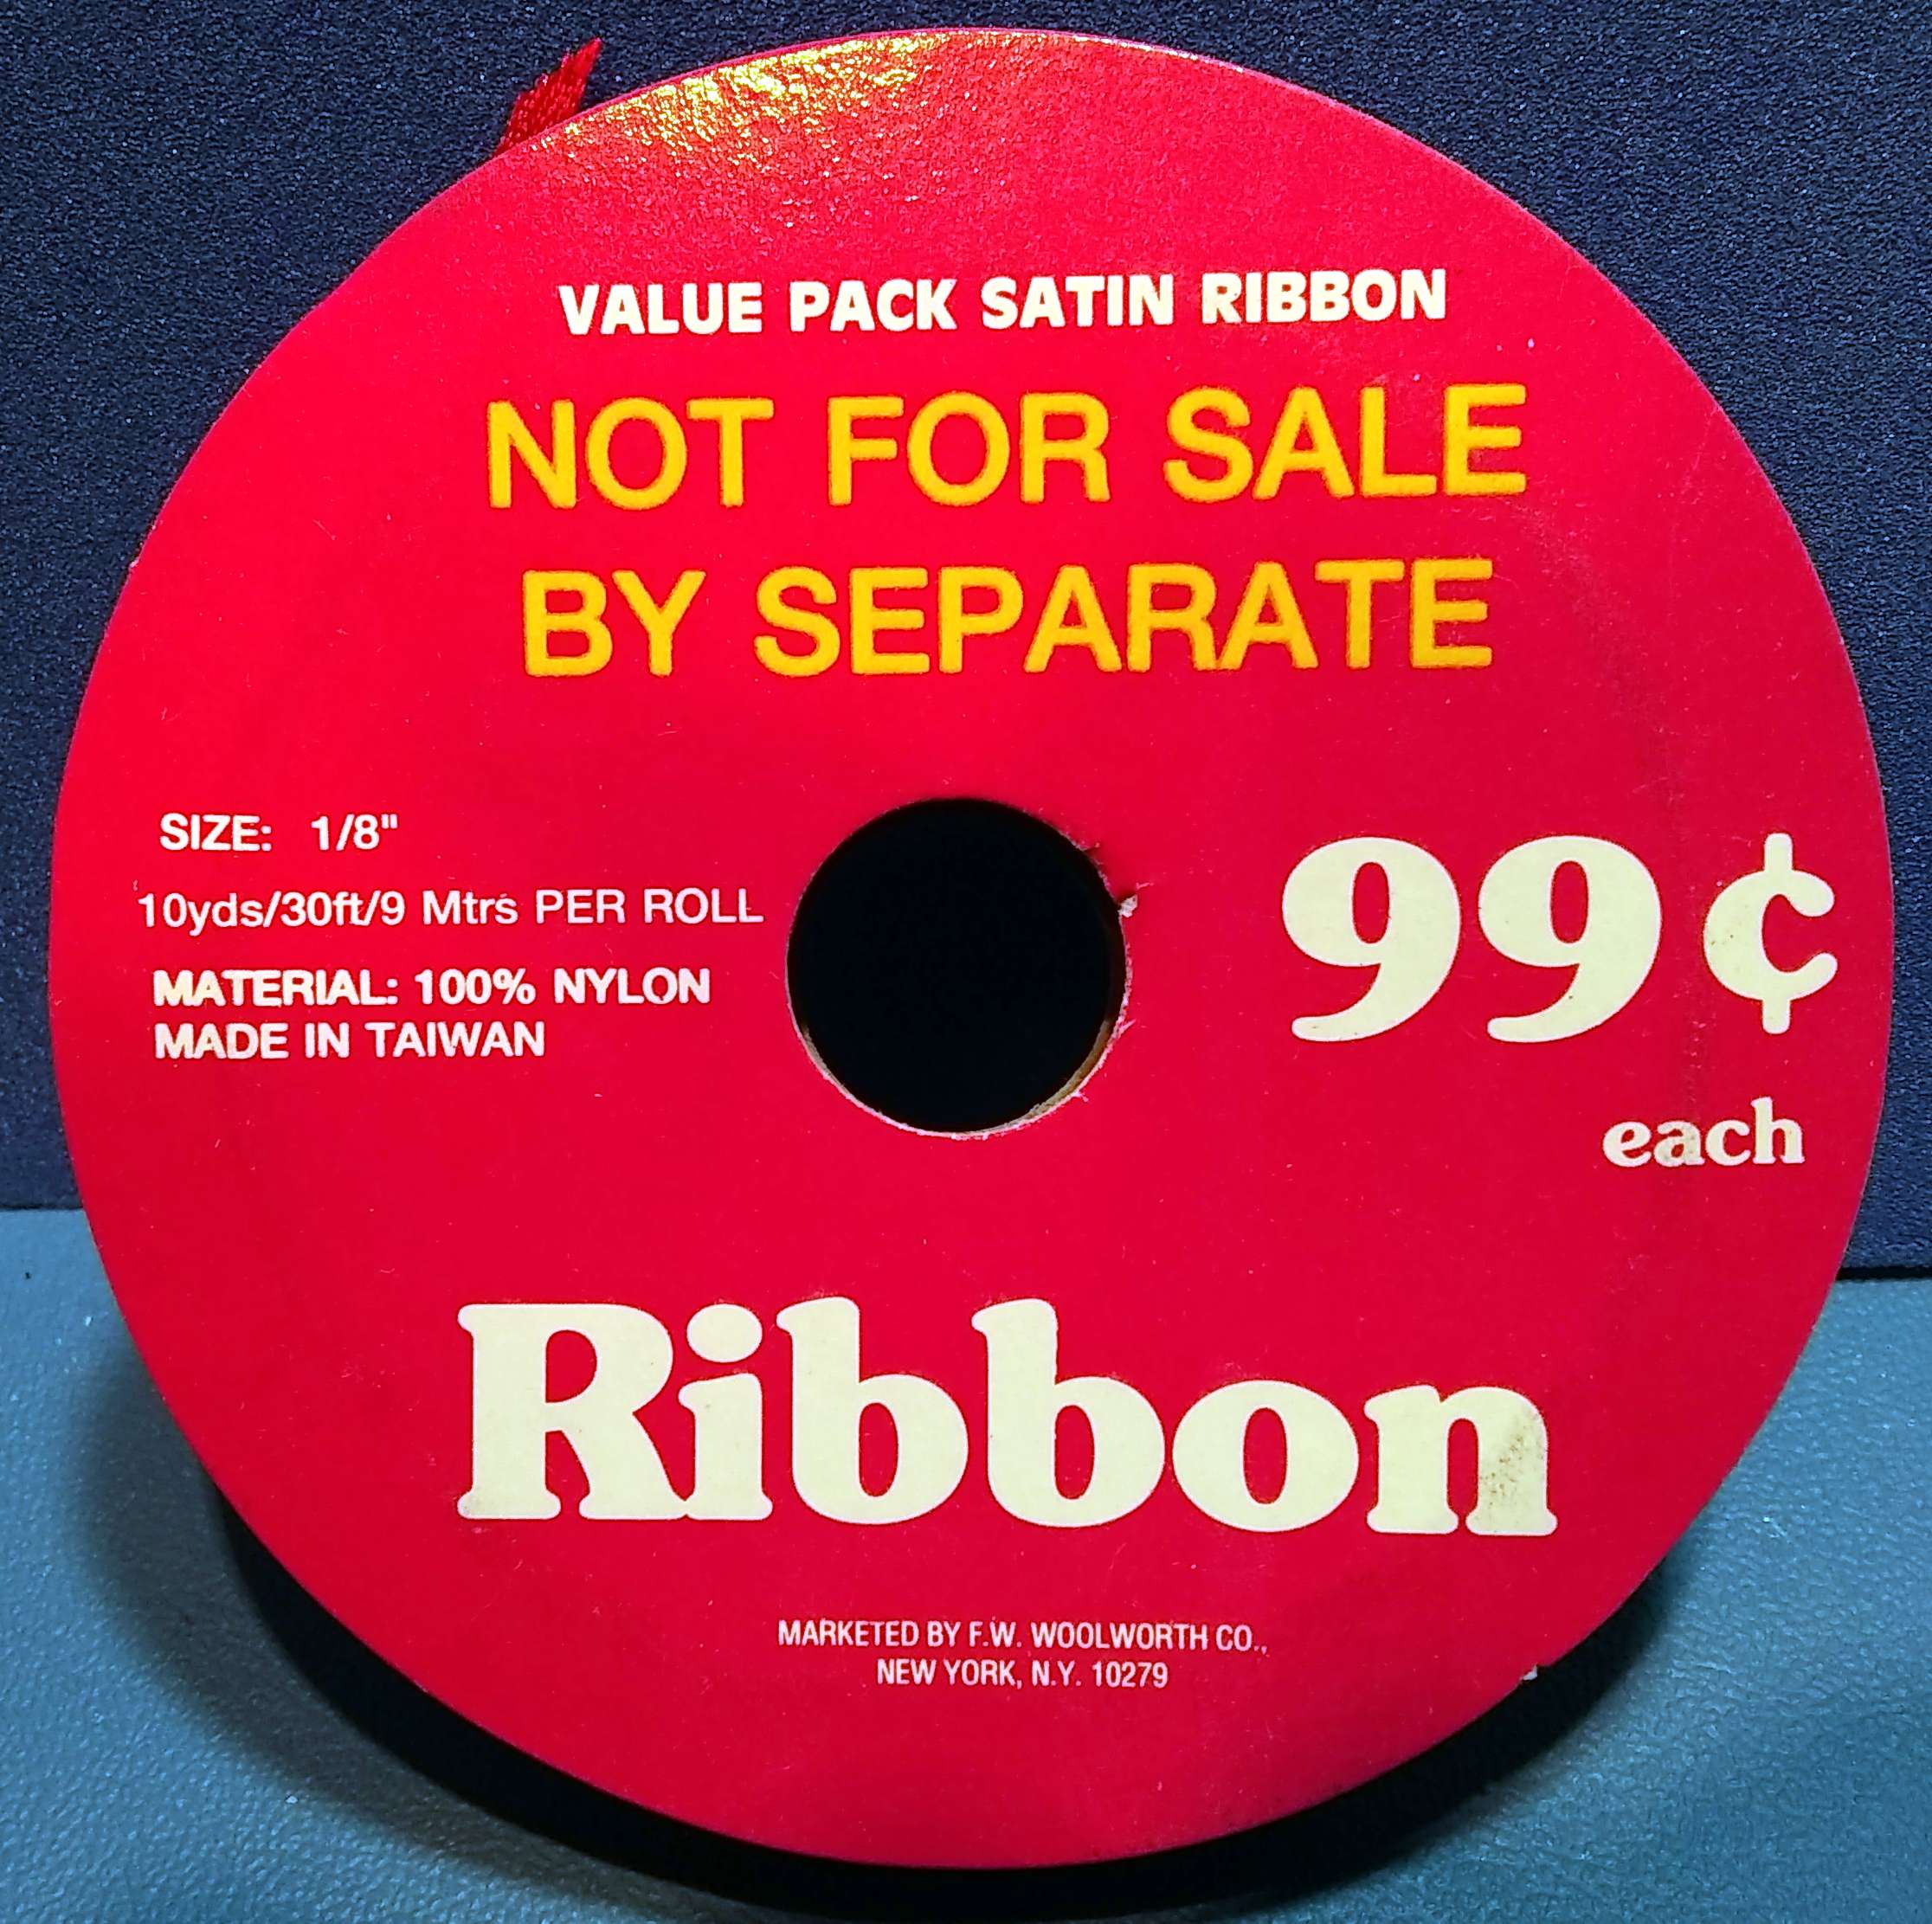 VALUE PACK SATIN RIBBON
NOT FOR SALE
BY SEPARATE
SIZE: 1/8"
10yds/30ft/9 Mtrs PER ROLL
MATERIAL: 100% NYLON
MADE IN TAIWAN
99¢
each
Ribbon
MARKETED BY F.W. WOOLWORTH CO.,
NEW YORK, N.Y. 10279